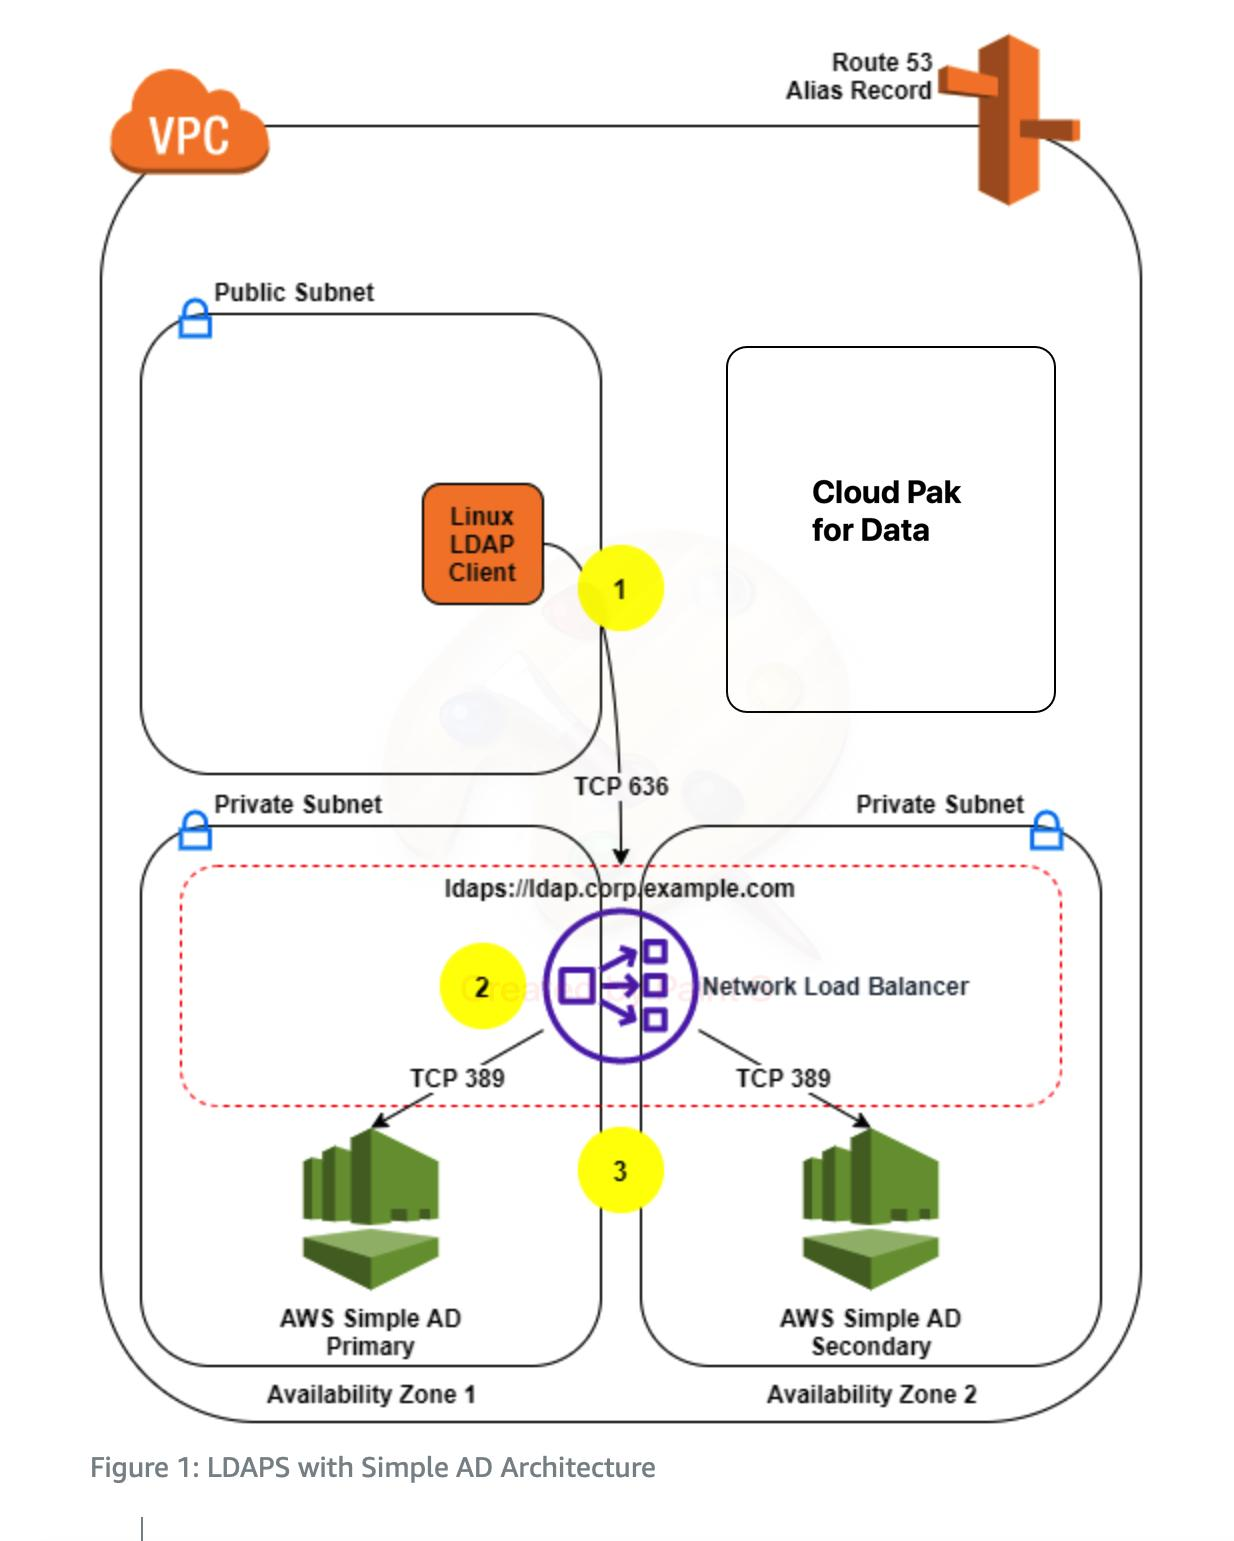 Route 53
Alias Record
VPC
Public Subnet
Cloud Pak
for Data
Linux
LDAP
Client
1
TCP 636
Private Subnet
Private Subnet
ldaps://ldap.corp.example.com
2
Network Load Balancer
TCP 389
TCP 389
3
AWS Simple AD
Primary
AWS Simple AD
Secondary
Availability Zone 1
Availability Zone 2
Figure 1: LDAPS with Simple AD Architecture